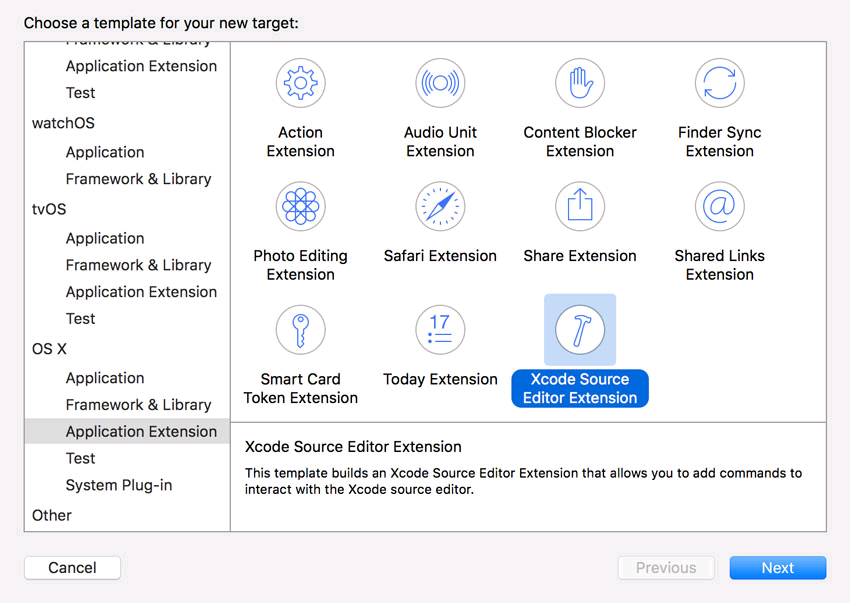 Choose a template for your new target:
Framework & Library
Application Extension
Test
watchOS
Application
Framework & Library
tvOS
Application
Framework & Library
Application Extension
Test
OS X
Application
Framework & Library
Application Extension
Test
System Plug-in
Other
Action
Extension
Audio Unit
Extension
Content Blocker
Extension
Finder Sync
Extension
Photo Editing
Extension
Safari Extension
Share Extension
@
Shared Links
Extension
Smart Card
Token Extension
17
Today Extension
Xcode Source
Editor Extension
Xcode Source Editor Extension
This template builds an Xcode Source Editor Extension that allows you to add commands to
interact with the Xcode source editor.
Cancel
Previous
Next